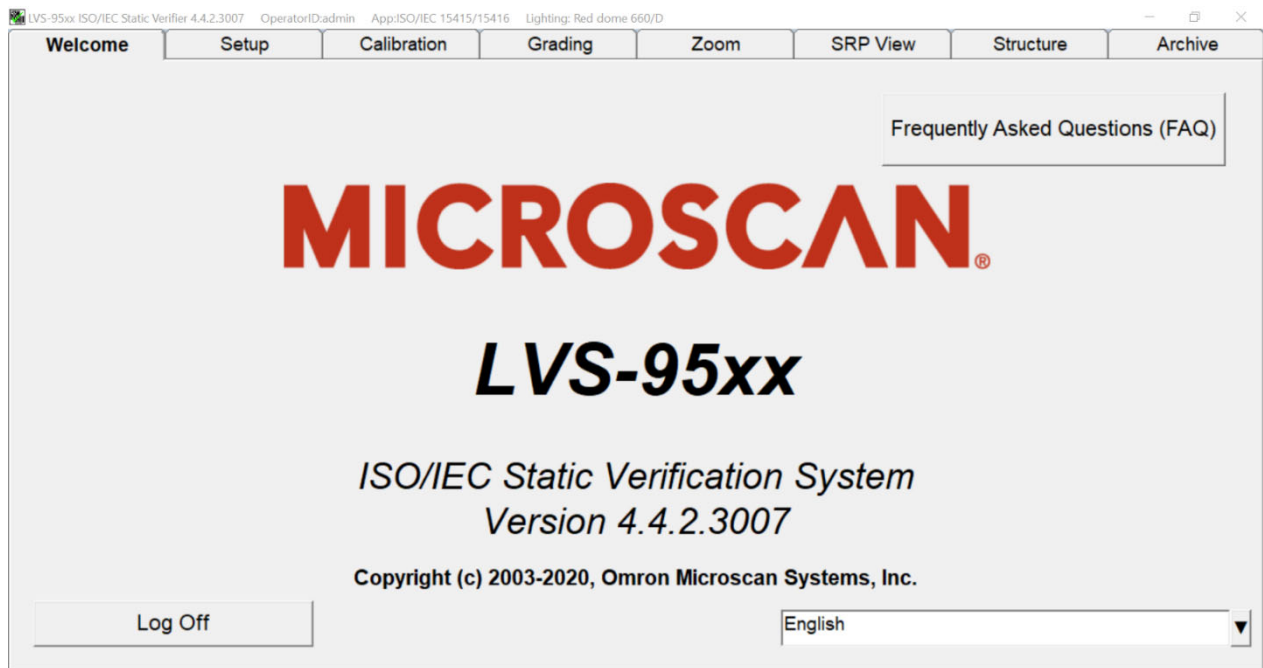 LVS-95xx ISO/IEC Static Verifier 4.4.2.3007 OperatorID:admin App:ISO/IEC 15415/15416 Lighting: Red dome 660/D
Welcome Setup Calibration Grading Zoom SRP View Structure Archive
Frequently Asked Questions (FAQ)
MICROSCAN®
LVS-95xx
ISO/IEC Static Verification System
Version 4.4.2.3007
Copyright (c) 2003-2020, Omron Microscan Systems, Inc.
Log Off
English